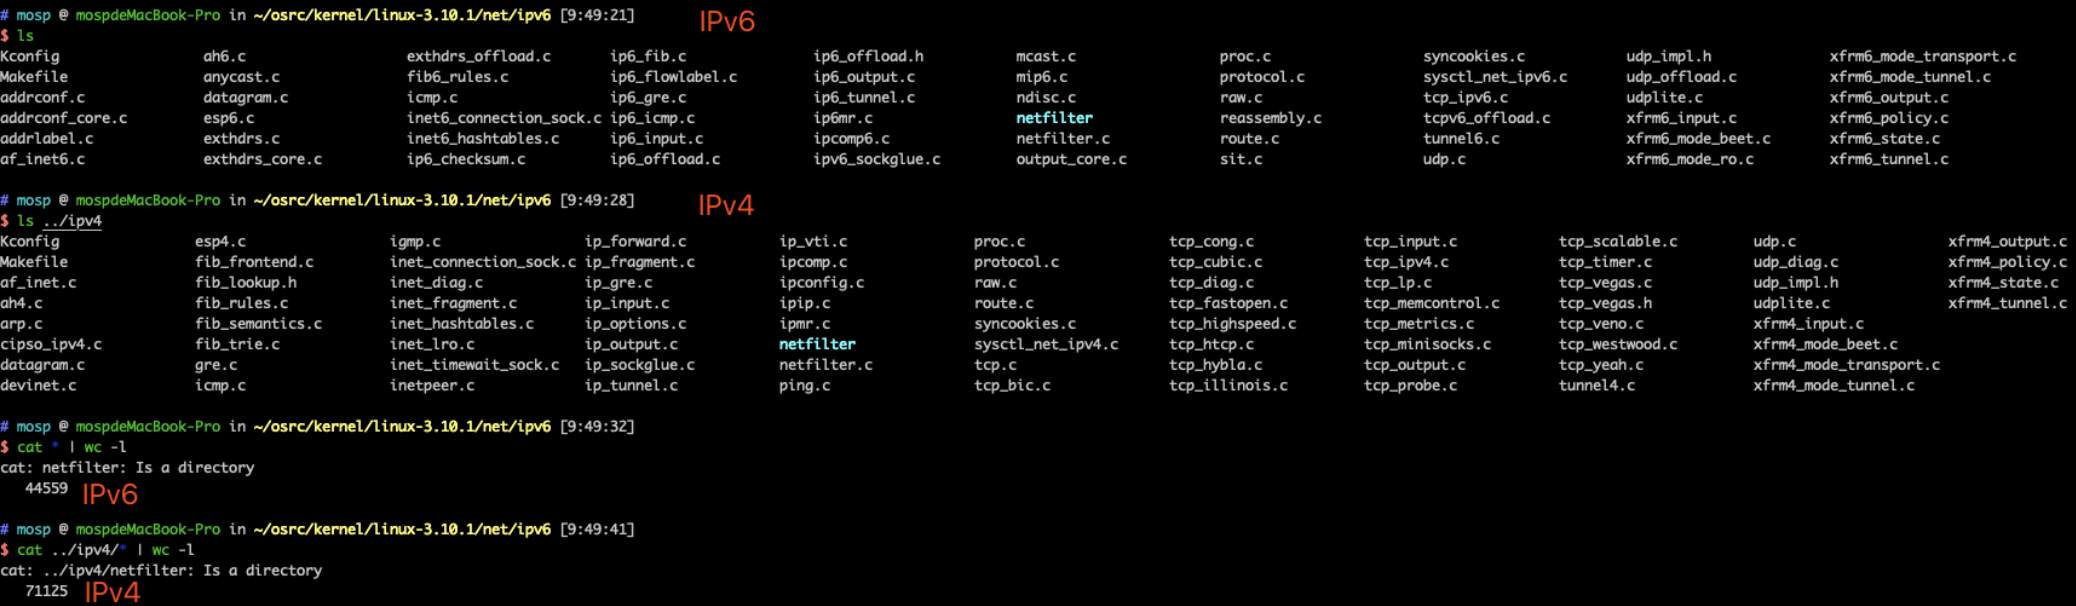 # mosp @ mospdeMacBook-Pro in ~/osrc/kernel/linux-3.10.1/net/ipv6 [9:49:21] IPv6
$ ls
Kconfig ah6.c exthdrs_offload.c ip6_fib.c ip6_offload.h mcast.c proc.c syncookies.c udp_impl.h xfrm6_mode_transport.c
Makefile anycast.c fib6_rules.c ip6_flowlabel.c ip6_output.c mip6.c protocol.c sysctl_net_ipv6.c udp_offload.c xfrm6_mode_tunnel.c
addrconf.c datagram.c icmp.c ip6_gre.c ip6_tunnel.c ndisc.c raw.c tcp_ipv6.c udplite.c xfrm6_output.c
addrconf_core.c esp6.c inet6_connection_sock.c ip6_icmp.c ip6mr.c netfilter reassembly.c tcpv6_offload.c xfrm6_input.c xfrm6_policy.c
addrlabel.c exthdrs.c inet6_hashtables.c ip6_input.c ipcomp6.c netfilter.c route.c tunnel6.c xfrm6_mode_beet.c xfrm6_state.c
af_inet6.c exthdrs_core.c ip6_checksum.c ip6_offload.c ipv6_sockglue.c output_core.c sit.c udp.c xfrm6_mode_ro.c xfrm6_tunnel.c
# mosp @ mospdeMacBook-Pro in ~/osrc/kernel/linux-3.10.1/net/ipv6 [9:49:28] IPv4
$ ls ../ipv4
Kconfig esp4.c igmp.c ip_forward.c ip_vti.c proc.c tcp_cong.c tcp_input.c tcp_scalable.c udp.c xfrm4_output.c
Makefile fib_frontend.c inet_connection_sock.c ip_fragment.c ipcomp.c protocol.c tcp_cubic.c tcp_ipv4.c tcp_timer.c udp_diag.c xfrm4_policy.c
af_inet.c fib_lookup.h inet_diag.c ip_gre.c ipconfig.c raw.c tcp_diag.c tcp_lp.c tcp_vegas.c udp_impl.h xfrm4_state.c
ah4.c fib_rules.c inet_fragment.c ip_input.c ipip.c route.c tcp_fastopen.c tcp_memcontrol.c tcp_vegas.h udplite.c xfrm4_tunnel.c
arp.c fib_semantics.c inet_hashtables.c ip_options.c ipmr.c syncookies.c tcp_highspeed.c tcp_metrics.c tcp_veno.c xfrm4_input.c
cipso_ipv4.c fib_trie.c inet_lro.c ip_output.c netfilter sysctl_net_ipv4.c tcp_htcp.c tcp_minisocks.c tcp_westwood.c xfrm4_mode_beet.c
datagram.c gre.c inet_timewait_sock.c ip_sockglue.c netfilter.c tcp.c tcp_hybla.c tcp_output.c tcp_yeah.c xfrm4_mode_transport.c
devinet.c icmp.c inetpeer.c ip_tunnel.c ping.c tcp_bic.c tcp_illinois.c tcp_probe.c tunnel4.c xfrm4_mode_tunnel.c
# mosp @ mospdeMacBook-Pro in ~/osrc/kernel/linux-3.10.1/net/ipv6 [9:49:32]
$ cat * | wc -l
cat: netfilter: Is a directory
44559 IPv6
# mosp @ mospdeMacBook-Pro in ~/osrc/kernel/linux-3.10.1/net/ipv6 [9:49:41]
$ cat ../ipv4/* | wc -l
cat: ../ipv4/netfilter: Is a directory
71125 IPv4